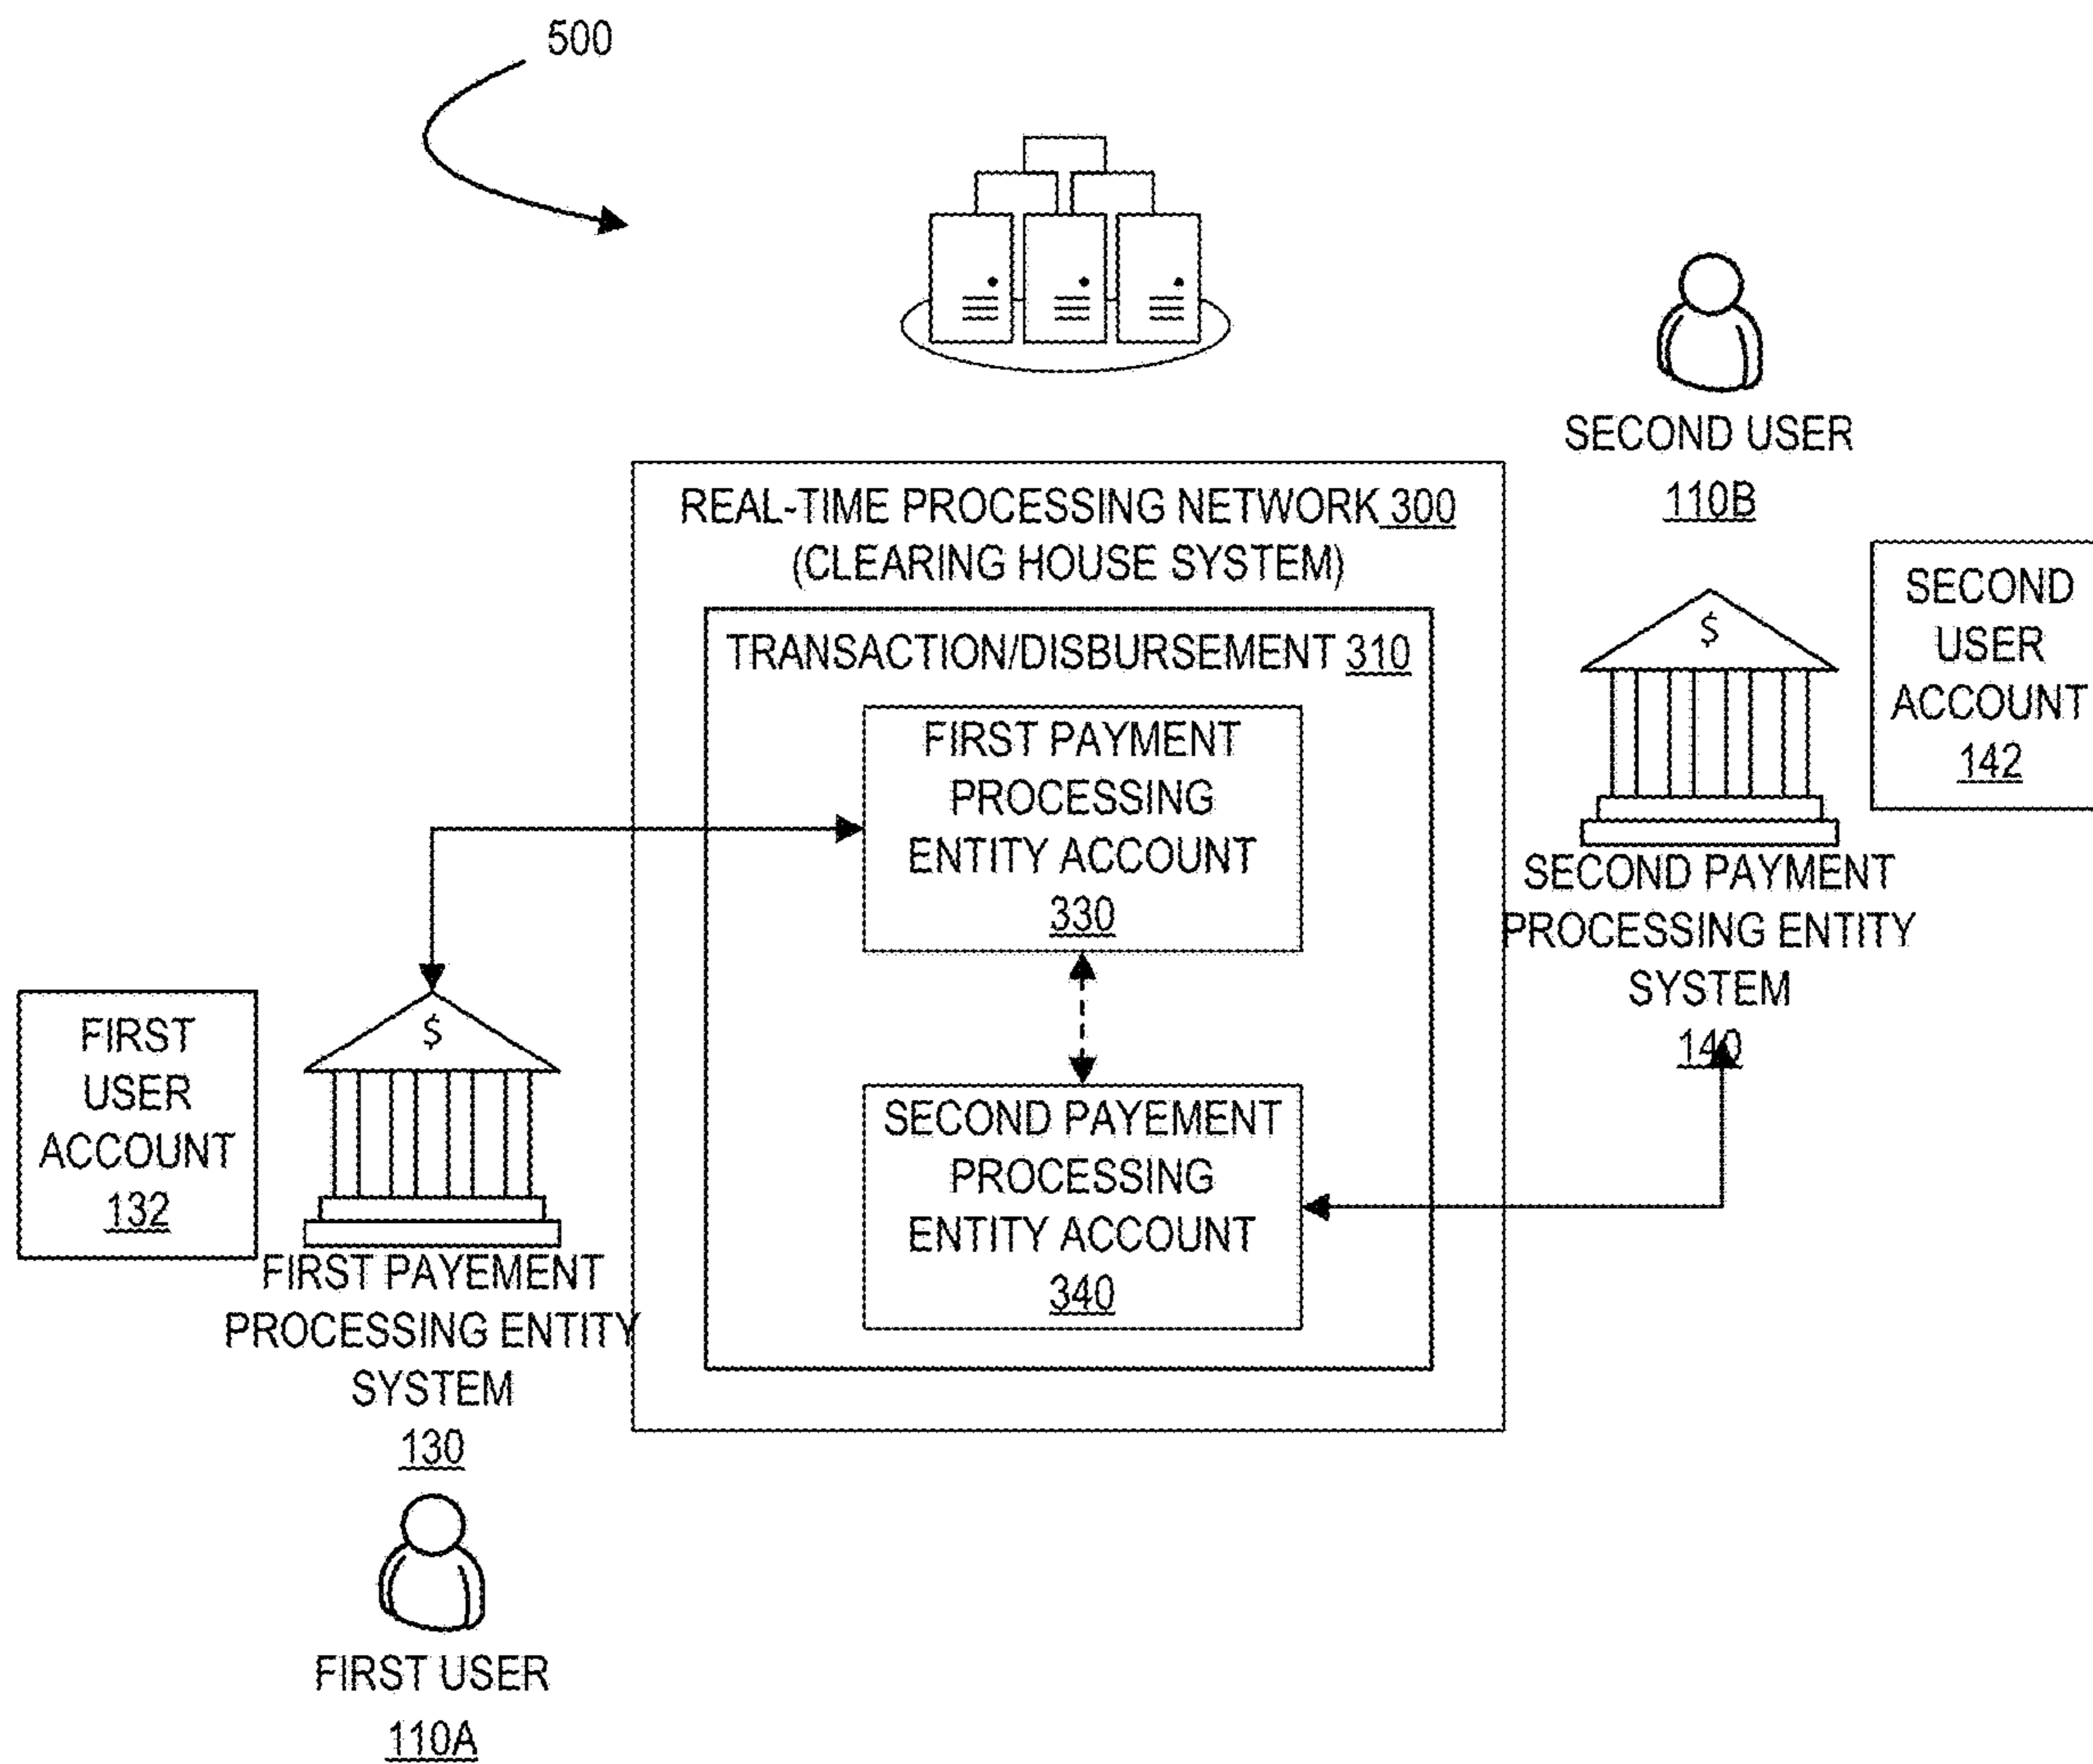 500
SECOND USER
110B
REAL-TIME PROCESSING NETWORK 300
(CLEARING HOUSE SYSTEM)
TRANSACTION/DISBURSEMENT 310
FIRST PAYMENT
PROCESSING
ENTITY ACCOUNT
330
SECOND PAYEMENT
PROCESSING
ENTITY ACCOUNT
340
$
SECOND PAYMENT
PROCESSING ENTITY
SYSTEM
140
SECOND
USER
ACCOUNT
142
FIRST
USER
ACCOUNT
132
$
FIRST PAYEMENT
PROCESSING ENTITY
SYSTEM
130
FIRST USER
110A